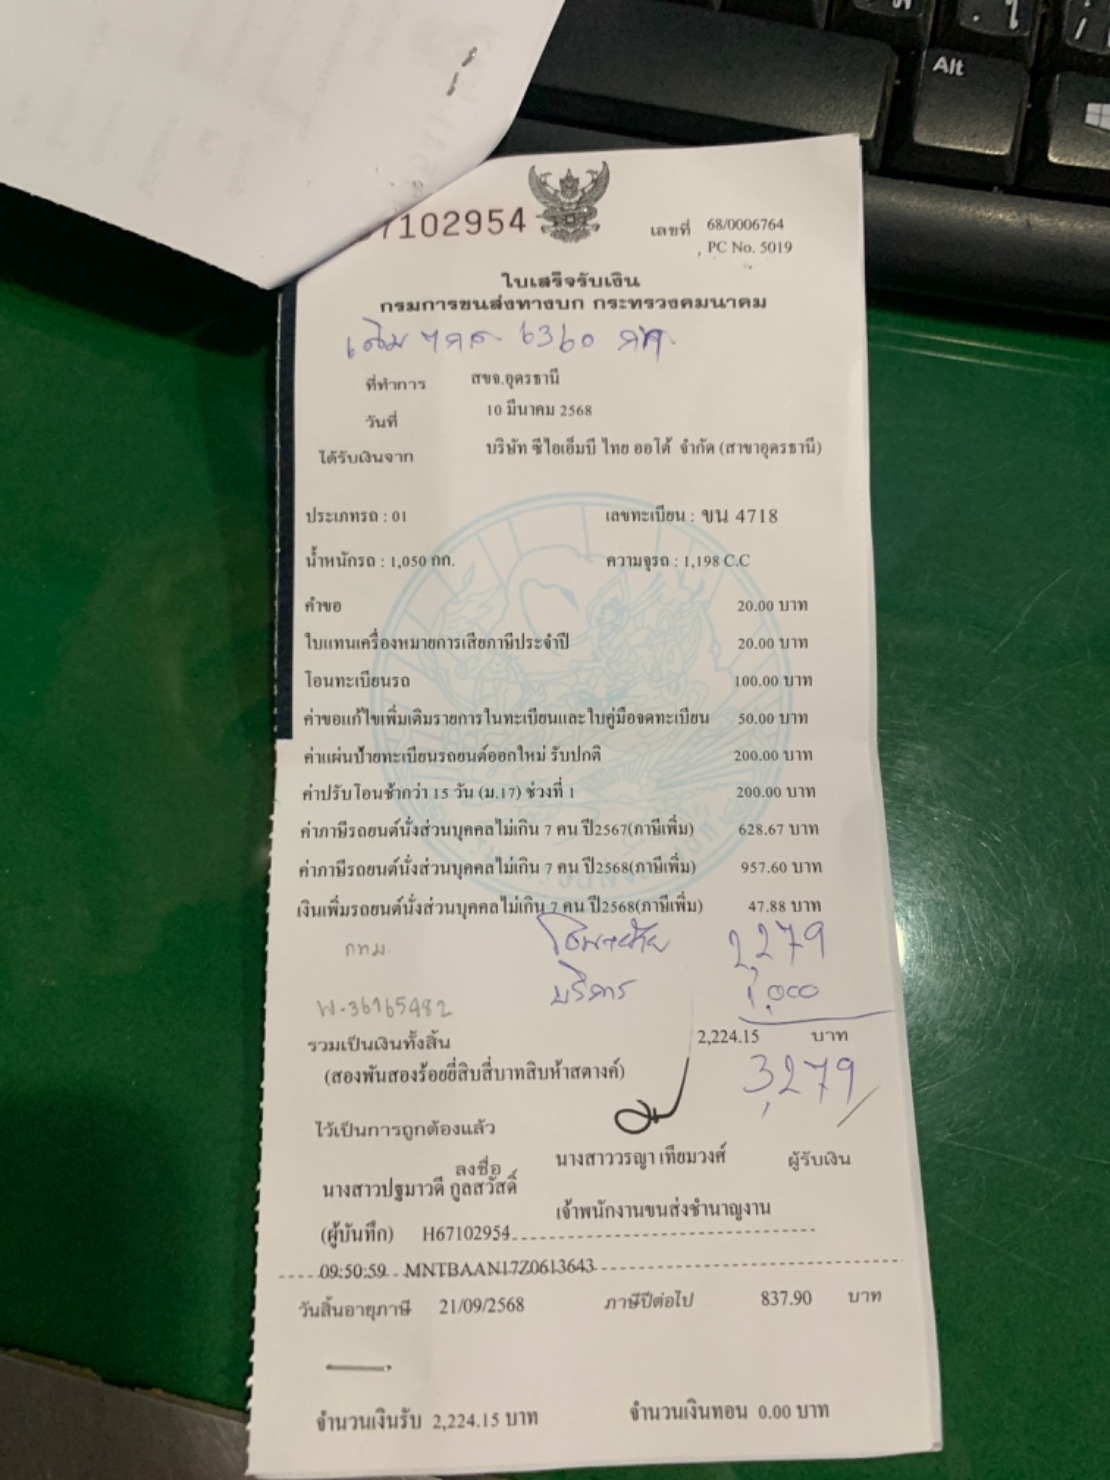 7102954
เลขที่ 68/0006764
PC No. 5019
ใบเสร็จรับเงิน
กรมการขนส่งทางบก กระทรวงคมนาคม
เดิม 6360
ที่ทำการ สขจ.อุดรธานี
วันที่ 10 มีนาคม 2568
ได้รับเงินจาก บริษัท ซีไอเอ็มบี ไทย ออโต้ จำกัด (สาขาอุดรธานี)
ประเภทรถ : 01 เลขทะเบียน : ขน 4718
น้ำหนักรถ : 1,050 กก. ความจุรถ : 1,198 C.C
คำขอ 20.00 บาท
ใบแทนเครื่องหมายการเสียภาษีประจำปี 20.00 บาท
โอนทะเบียนรถ 100.00 บาท
ค่าขอแก้ไขเพิ่มเติมรายการในทะเบียนและใบคู่มือจดทะเบียน 50.00 บาท
ค่าแผ่นป้ายทะเบียนรถยนต์ออกใหม่ รับปกติ 200.00 บาท
ค่าปรับโอนช้ากว่า 15 วัน (ม.17) ช่วงที่ 1 200.00 บาท
ค่าภาษีรถยนต์นั่งส่วนบุคคลไม่เกิน 7 คน ปี2567(ภาษีเพิ่ม) 628.67 บาท
ค่าภาษีรถยนต์นั่งส่วนบุคคลไม่เกิน 7 คน ปี2568(ภาษีเพิ่ม) 957.60 บาท
เงินเพิ่มรถยนต์นั่งส่วนบุคคลไม่เกิน 7 คน ปี2568(ภาษีเพิ่ม) 47.88 บาท
กทม. 2,279
บริการ 1,000
W-36165482
รวมเป็นเงินทั้งสิ้น 2,224.15 บาท
(สองพันสองร้อยยี่สิบสี่บาทสิบห้าสตางค์) 3,279
ไว้เป็นการถูกต้องแล้ว
ลงชื่อ นางสาววรญา เทียมวงศ์ ผู้รับเงิน
นางสาวปฐมาวดี กูลสวัสดิ์
เจ้าพนักงานขนส่งชำนาญงาน
(ผู้บันทึก) H67102954
09:50:59 MNTBAAN17Z0613643
วันสิ้นอายุภาษี 21/09/2568 ภาษีปีต่อไป 837.90 บาท
จำนวนเงินรับ 2,224.15 บาท จำนวนเงินทอน 0.00 บาท
Alt